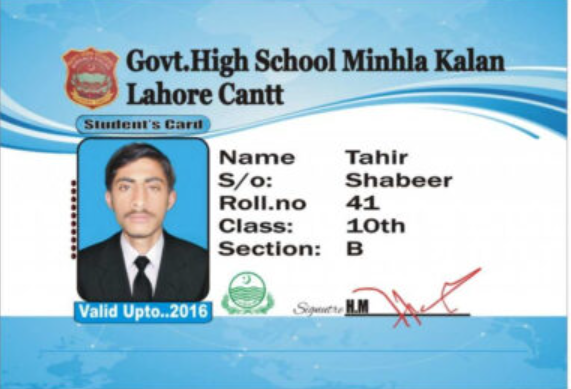 Govt.High School Minhla Kalan
Lahore Cantt
Student's Card
Name Tahir
S/o: Shabeer
Roll.no 41
Class: 10th
Section: B
Valid Upto..2016
Signutre H.M